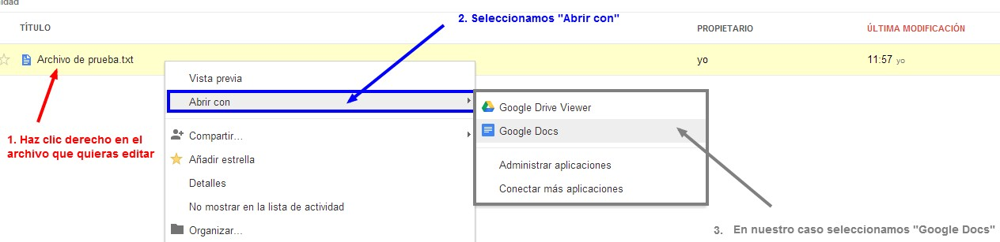 nidad
2. Seleccionamos "Abrir con"
TÍTULO PROPIETARIO ÚLTIMA MODIFICACIÓN
Archivo de prueba.txt yo 11:57 yo
Vista previa
Abrir con
Google Drive Viewer
Google Docs
1. Haz clic derecho en el
archivo que quieras editar
Compartir...
Añadir estrella
Detalles
No mostrar en la lista de actividad
Organizar...
Administrar aplicaciones
Conectar más aplicaciones
3. En nuestro caso seleccionamos "Google Docs"